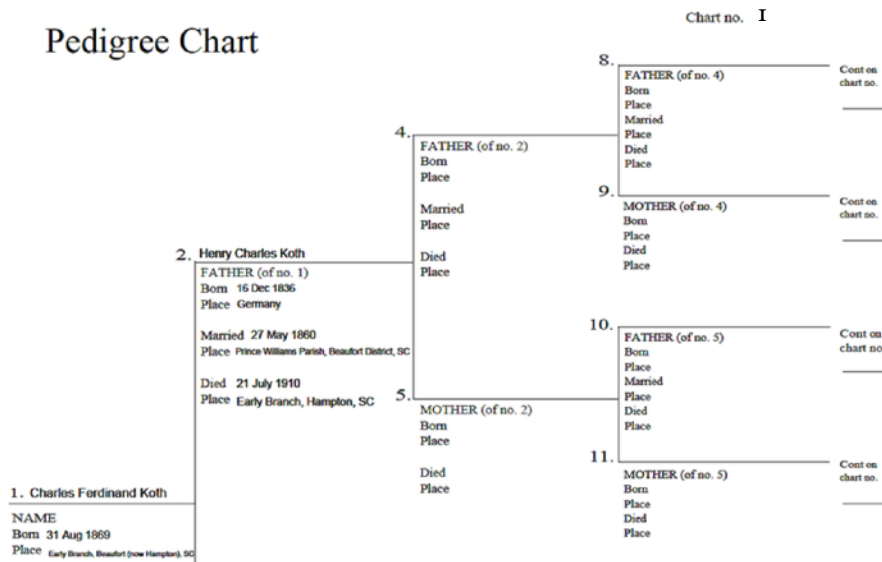 Chart no. 1
Pedigree Chart
8.
FATHER (of no. 4)
Born
Place
Married
Place
Died
Place
Cont on
chart no.
4.
FATHER (of no. 2)
Born
Place
Married
Place
Died
Place
9.
MOTHER (of no. 4)
Born
Place
Died
Place
Cont on
chart no.
2. Henry Charles Koth
FATHER (of no. 1)
Born 16 Dec 1836
Place Germany
Married 27 May 1860
Place Prince Williams Parish, Beaufort District, SC
Died 21 July 1910
Place Early Branch, Hampton, SC
10.
FATHER (of no. 5)
Born
Place
Married
Place
Died
Place
Cont on
chart no
5.
MOTHER (of no. 2)
Born
Place
Died
Place
11.
MOTHER (of no. 5)
Born
Place
Died
Place
Cont on
chart no.
1. Charles Ferdinand Koth
NAME
Born 31 Aug 1869
Place Early Branch, Beaufort (now Hampton), SC